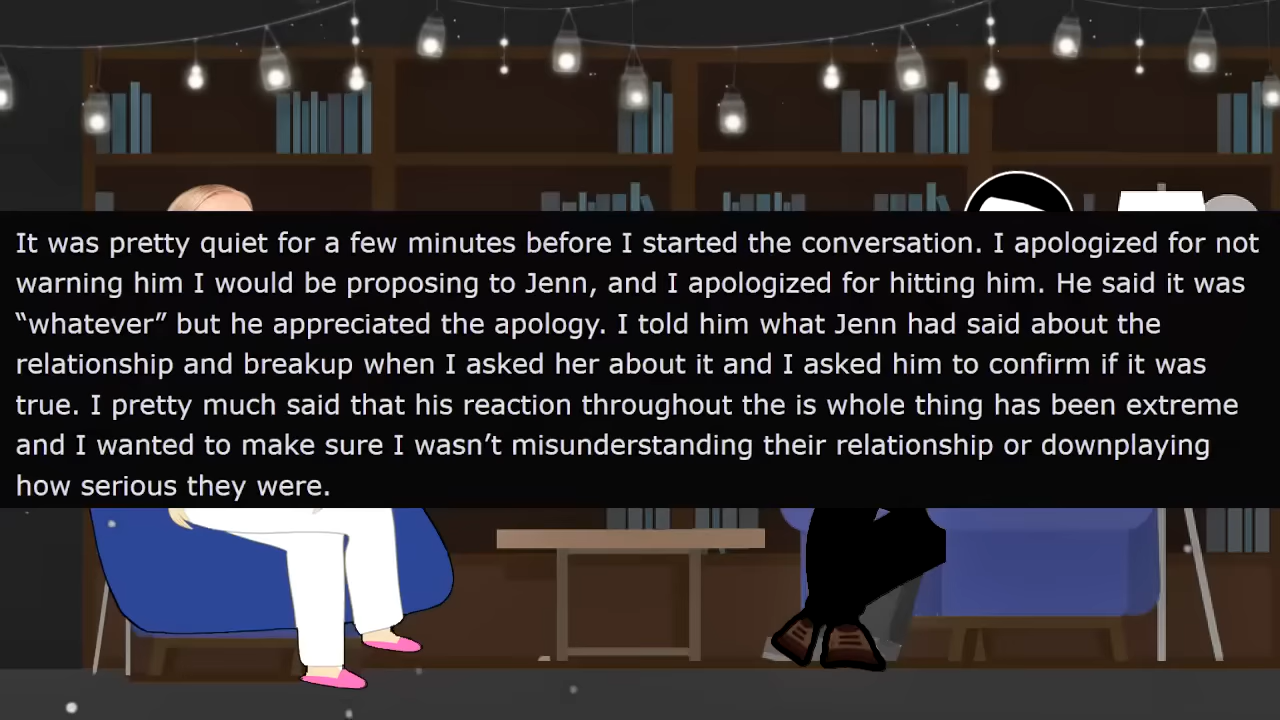 It was pretty quiet for a few minutes before I started the conversation. I apologized for not
warning him I would be proposing to Jenn, and I apologized for hitting him. He said it was
“whatever” but he appreciated the apology. I told him what Jenn had said about the
relationship and breakup when I asked her about it and I asked him to confirm if it was
true. I pretty much said that his reaction throughout the is whole thing has been extreme
and I wanted to make sure I wasn’t misunderstanding their relationship or downplaying
how serious they were.